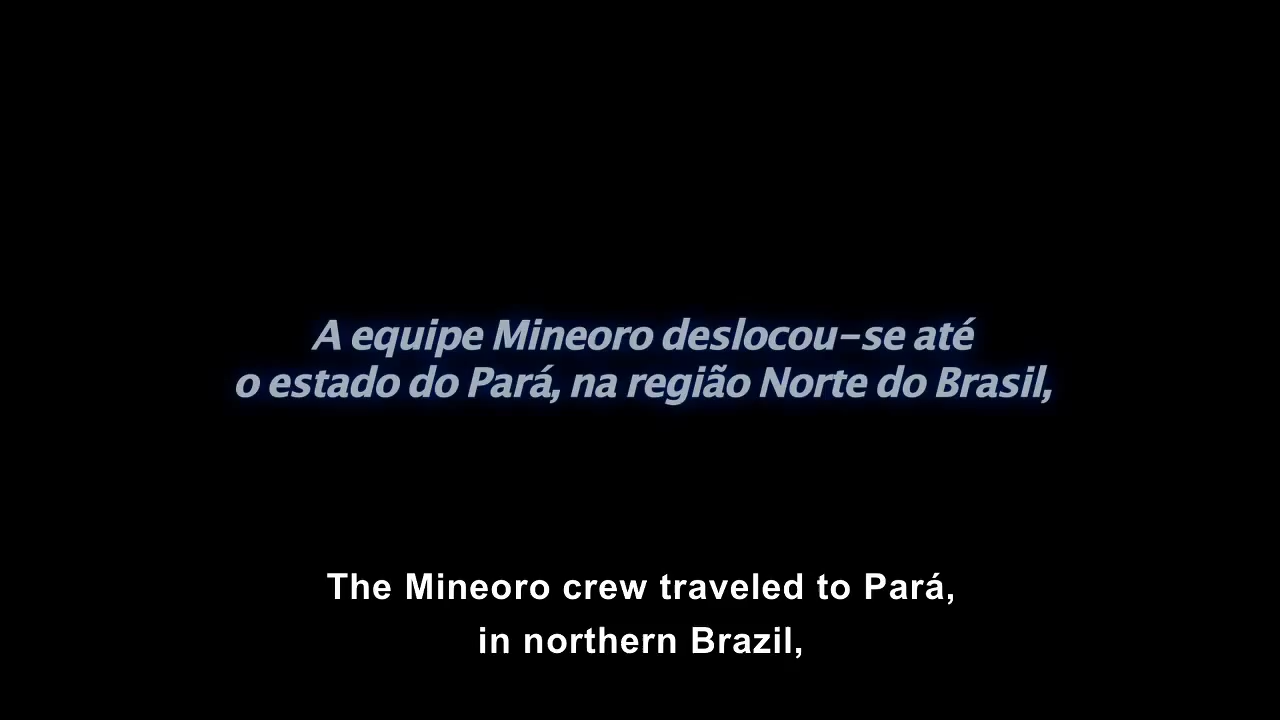 A equipe Mineoro deslocou-se até
o estado do Pará, na região Norte do Brasil,
The Mineoro crew traveled to Pará,
in northern Brazil,